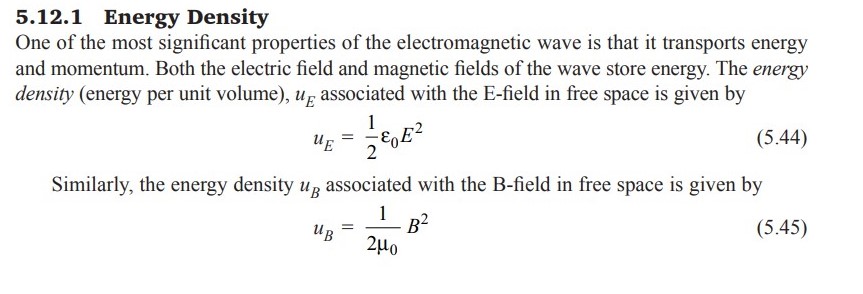 5.12.1 Energy Density
One of the most significant properties of the electromagnetic wave is that it transports energy
and momentum. Both the electric field and magnetic fields of the wave store energy. The energy
density (energy per unit volume), u_E associated with the E-field in free space is given by
u_E = \frac{1}{2} ε_0 E^2 (5.44)
Similarly, the energy density u_B associated with the B-field in free space is given by
u_B = \frac{1}{2μ_0} B^2 (5.45)